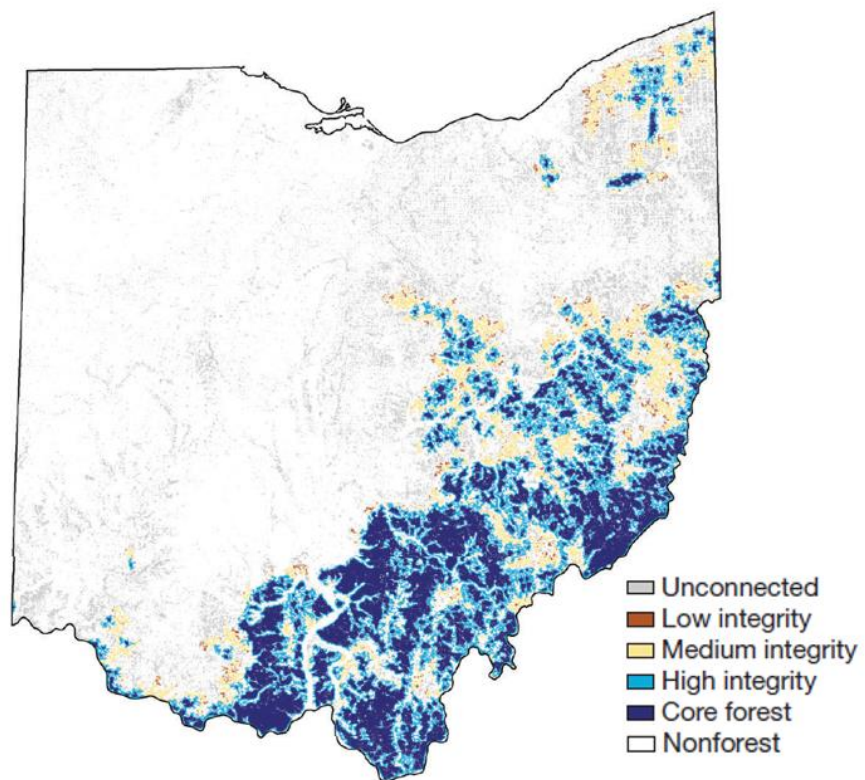 Unconnected
Low integrity
Medium integrity
High integrity
Core forest
Nonforest